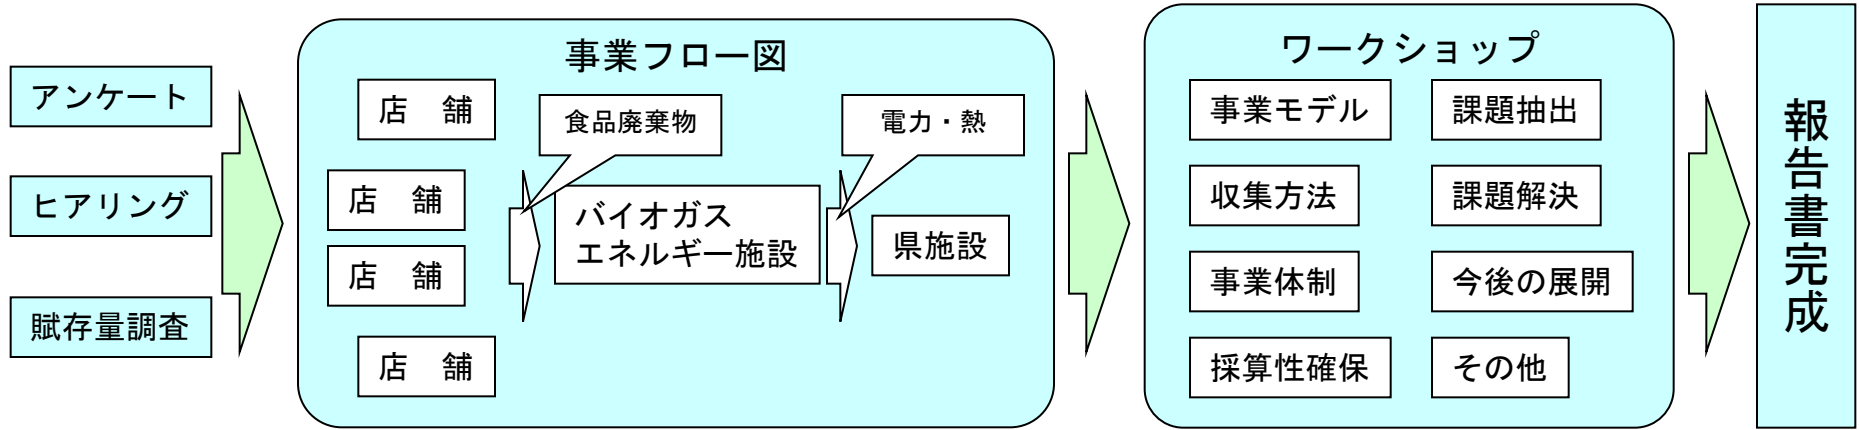 アンケート
ヒアリング
賦存量調査
事業フロー図
店　舗
店　舗
店　舗
店　舗
食品廃棄物
バイオガス
エネルギー施設
電力・熱
県施設
ワークショップ
事業モデル
課題抽出
収集方法
課題解決
事業体制
今後の展開
採算性確保
その他
報告書完成